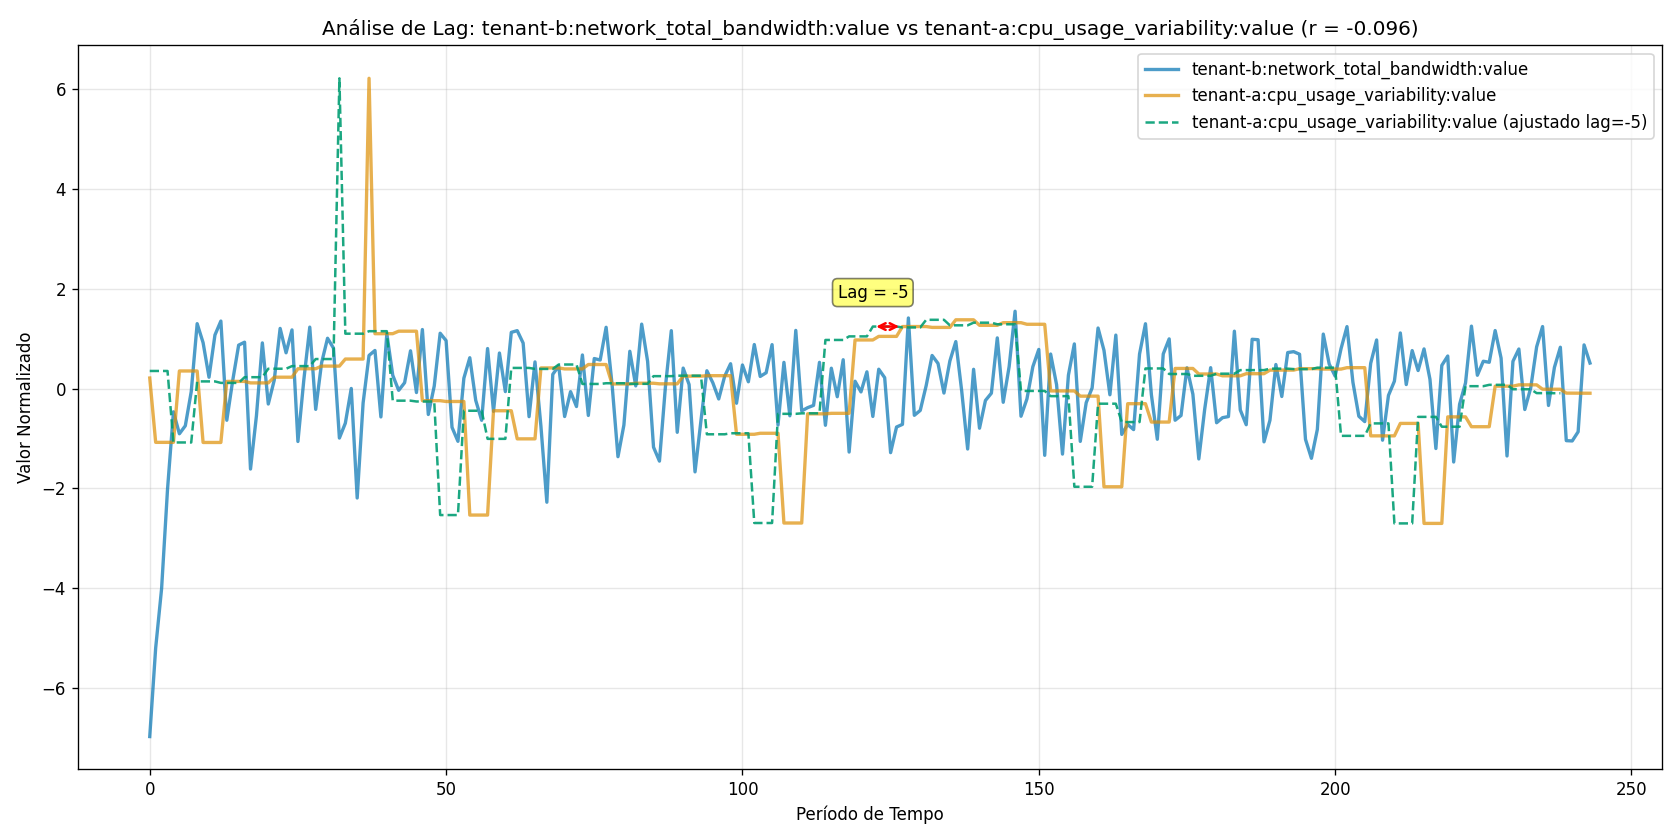 Análise de Lag: tenant-b:network_total_bandwidth:value vs tenant-a:cpu_usage_variability:value (r = -0.096)
tenant-b:network_total_bandwidth:value
tenant-a:cpu_usage_variability:value
tenant-a:cpu_usage_variability:value (ajustado lag=-5)
Lag = -5
Valor Normalizado
6
4
2
0
−2
−4
−6
0
50
100
150
200
250
Período de Tempo